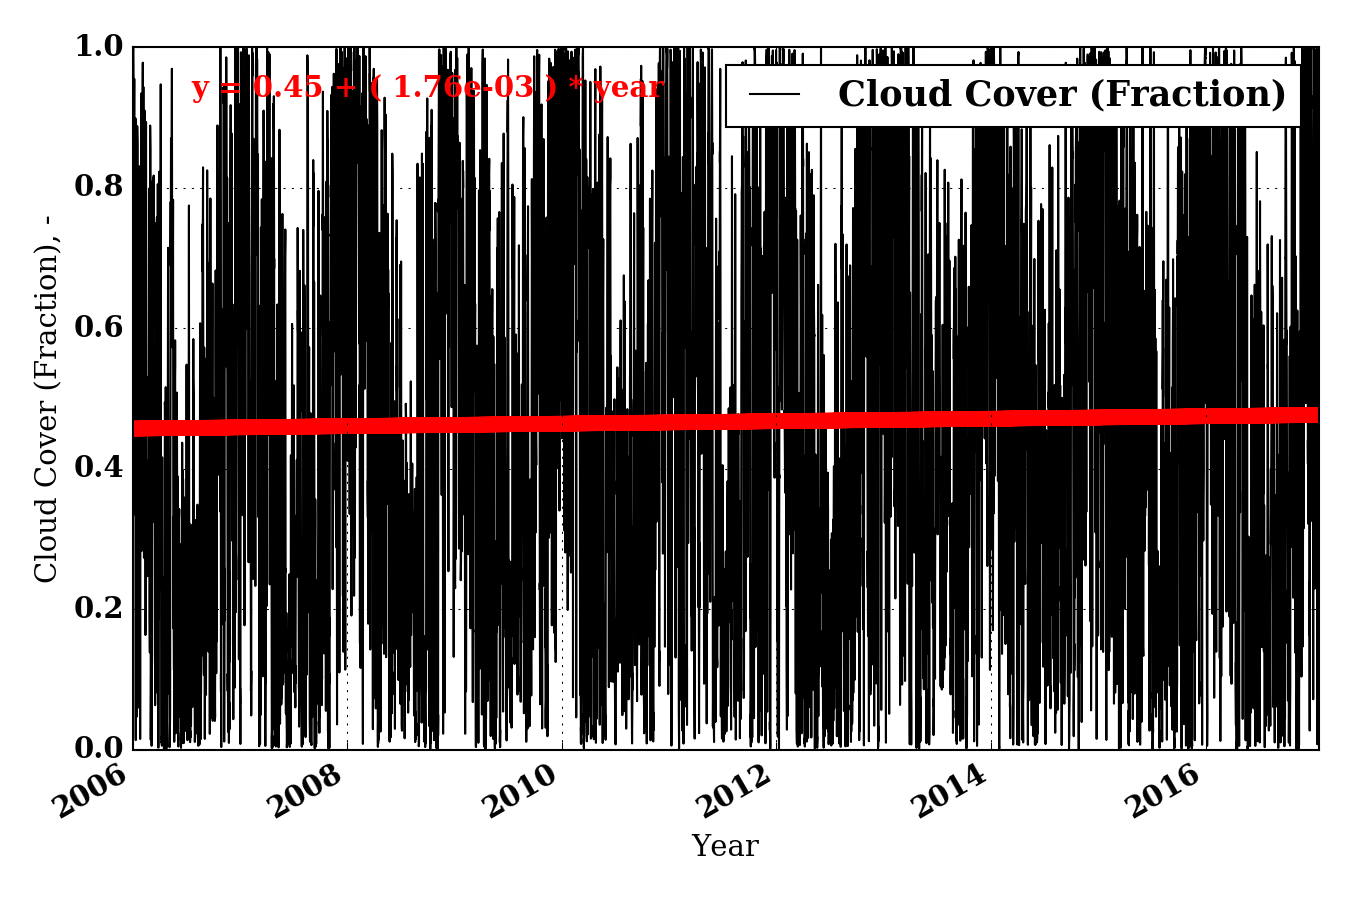 1.0
y = 0.45 + ( 1.76e-03 ) * year
Cloud Cover (Fraction)
0.8
0.6
0.4
0.2
0.0
Cloud Cover (Fraction), -
2006 2008 2010 2012 2014 2016
Year